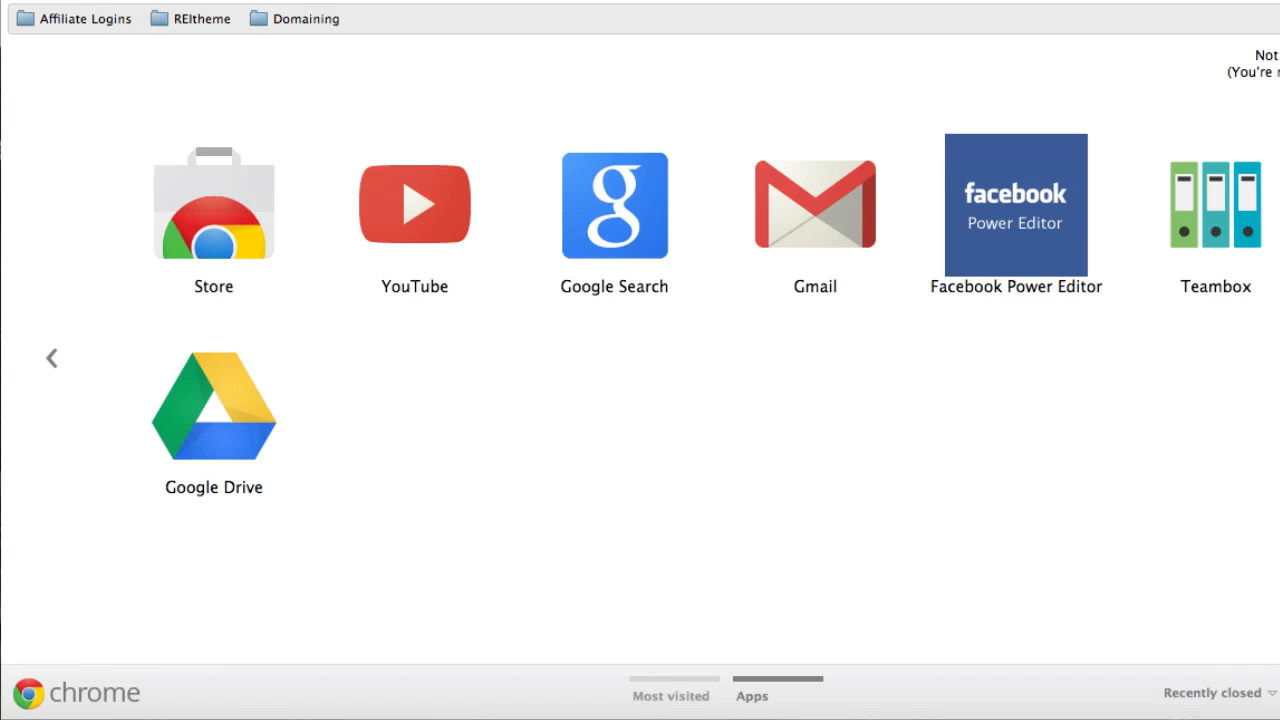 Affiliate Logins REItheme Domaining
Not
(You're
facebook
Power Editor
Store YouTube Google Search Gmail Facebook Power Editor Teambox
Google Drive
chrome Most visited Apps Recently closed